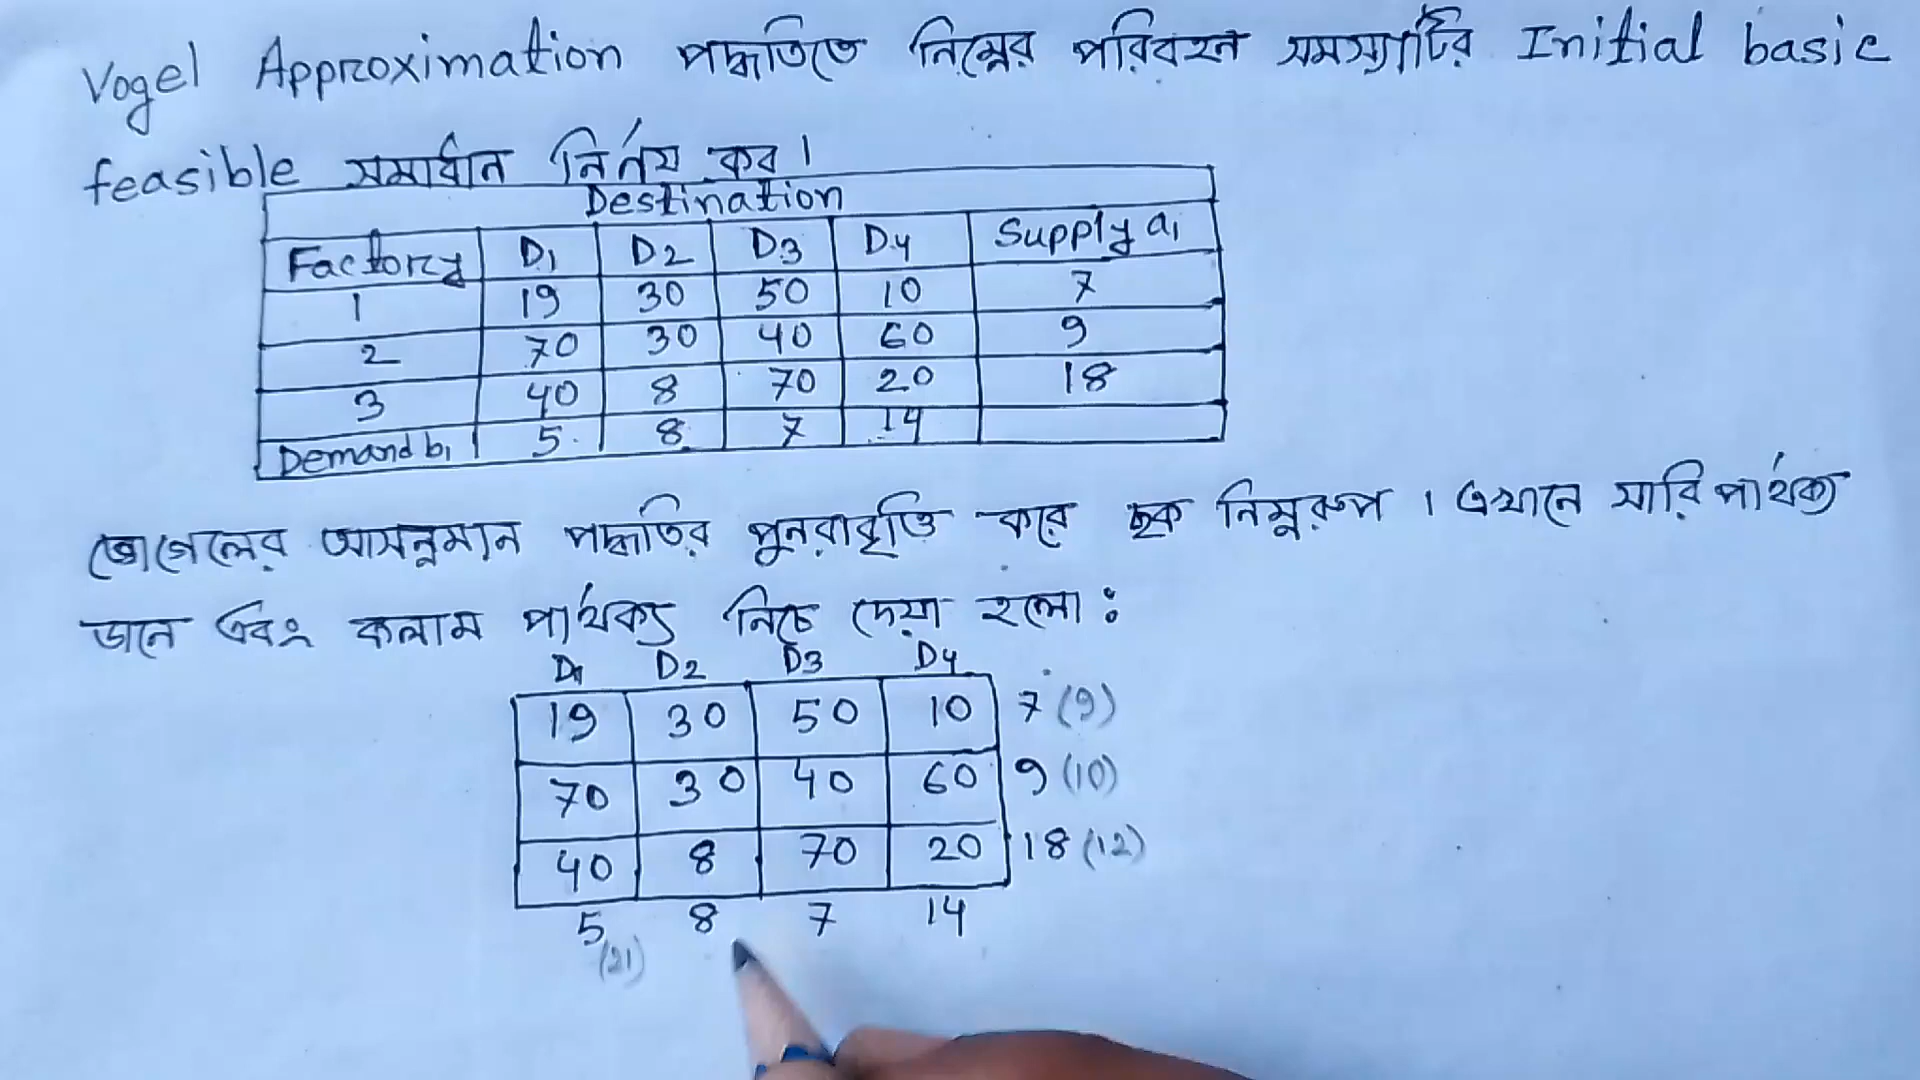 Vogel Approximation পদ্ধতিতে নিম্নের পরিবহন সমস্যাটির Initial basic
feasible সমাধান নির্ণয় কর।
Destination
Factory D1 D2 D3 D4 Supply a1
1 19 30 50 10 7
2 70 30 40 60 9
3 40 8 70 20 18
Demand b1 5 8 7 14
ভোগেলের আসন্নমান পদ্ধতির পুনরাবৃত্তি করে ছক নিম্নরূপ। এখানে সারি পার্থক্য
ডানে এবং কলাম পার্থক্য নিচে দেয়া হলো:
D1 D2 D3 D4
19 30 50 10 7 (9)
70 30 40 60 9 (10)
40 8 70 20 18 (12)
5 8 7 14
(21)